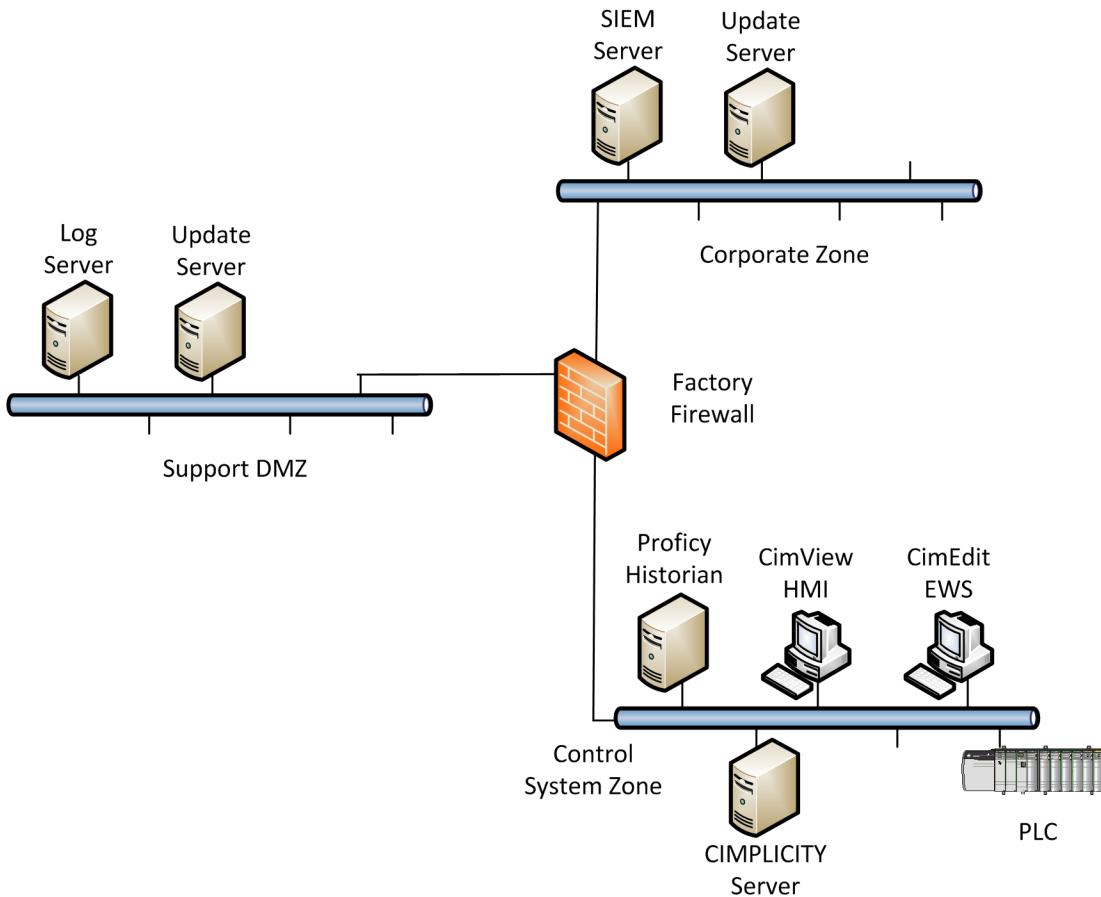 SIEM
Server
Update
Server
Corporate Zone
Log
Server
Update
Server
Support DMZ
Factory
Firewall
Proficy
Historian
CimView
HMI
CimEdit
EWS
Control
System Zone
CIMPLICITY
Server
PLC